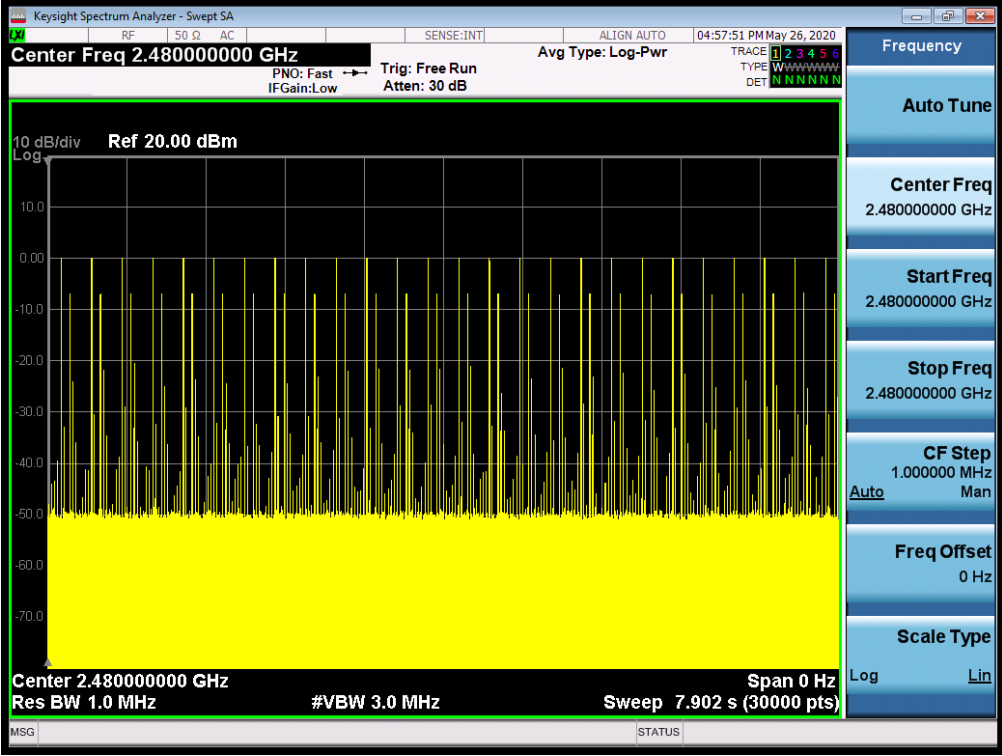 Keysight Spectrum Analyzer - Swept SA
LXI RF 50 Ω AC SENSE:INT ALIGN AUTO 04:57:51 PM May 26, 2020
Center Freq 2.480000000 GHz
PNO: Fast
IFGain:Low
Trig: Free Run
Atten: 30 dB
Avg Type: Log-Pwr
TRACE 1 2 3 4 5 6
TYPE WWWWWW
DET N N N N N N
10 dB/div
Log
Ref 20.00 dBm
10.0
0.00
-10.0
-20.0
-30.0
-40.0
-50.0
-60.0
-70.0
Center 2.480000000 GHz
Span 0 Hz
Res BW 1.0 MHz
#VBW 3.0 MHz
Sweep 7.902 s (30000 pts)
MSG
STATUS
Frequency
Auto Tune
Center Freq
2.480000000 GHz
Start Freq
2.480000000 GHz
Stop Freq
2.480000000 GHz
CF Step
1.000000 MHz
Auto Man
Freq Offset
0 Hz
Scale Type
Log Lin